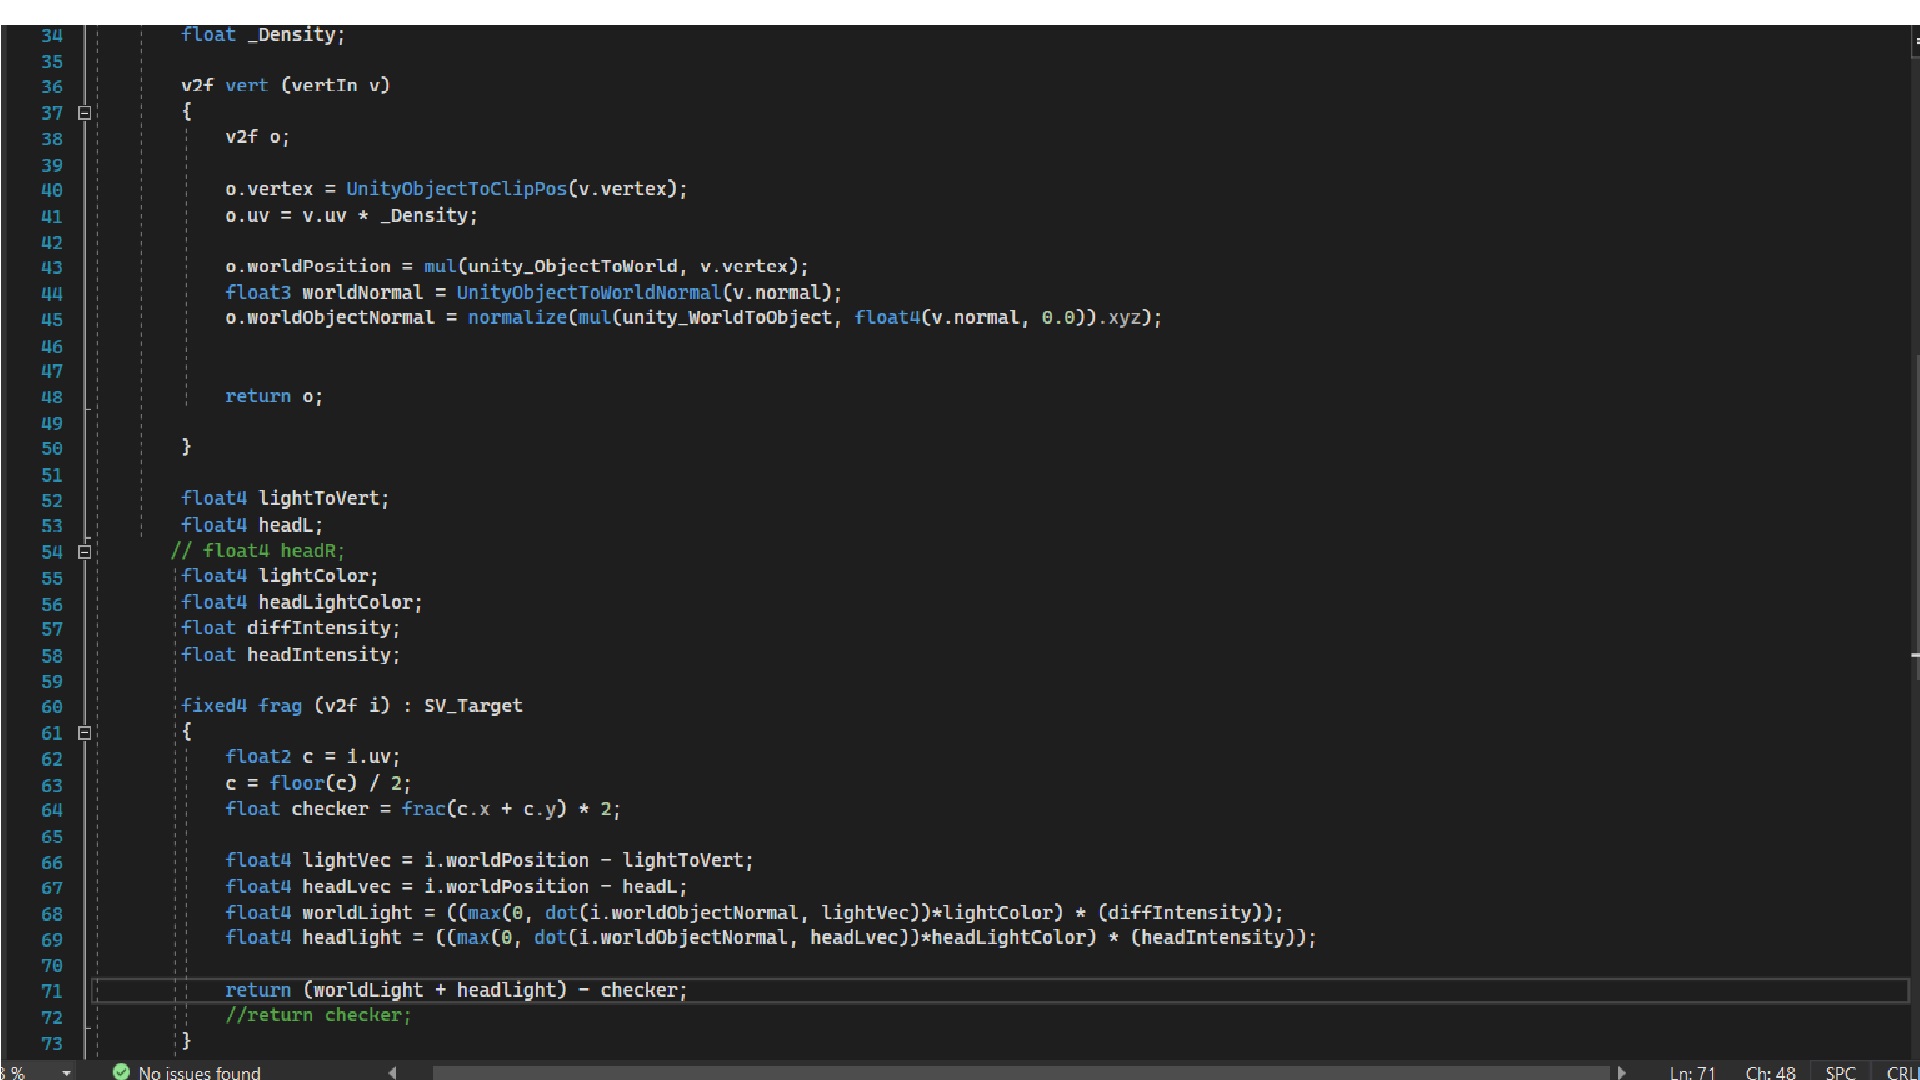 34 float _Density;
35
36 v2f vert (vertIn v)
37 {
38 v2f o;
39
40 o.vertex = UnityObjectToClipPos(v.vertex);
41 o.uv = v.uv * _Density;
42
43 o.worldPosition = mul(unity_ObjectToWorld, v.vertex);
44 float3 worldNormal = UnityObjectToWorldNormal(v.normal);
45 o.worldObjectNormal = normalize(mul(unity_WorldToObject, float4(v.normal, 0.0)).xyz);
46
47
48 return o;
49
50 }
51
52 float4 lightToVert;
53 float4 headL;
54 // float4 headR;
55 float4 lightColor;
56 float4 headLightColor;
57 float diffIntensity;
58 float headIntensity;
59
60 fixed4 frag (v2f i) : SV_Target
61 {
62 float2 c = i.uv;
63 c = floor(c) / 2;
64 float checker = frac(c.x + c.y) * 2;
65
66 float4 lightVec = i.worldPosition - lightToVert;
67 float4 headLvec = i.worldPosition - headL;
68 float4 worldLight = ((max(0, dot(i.worldObjectNormal, lightVec))*lightColor) * (diffIntensity));
69 float4 headlight = ((max(0, dot(i.worldObjectNormal, headLvec))*headLightColor) * (headIntensity));
70
71 return (worldLight + headlight) - checker;
72 //return checker;
73 }
% No issues found Ln: 71 Ch: 48 SPC CRL